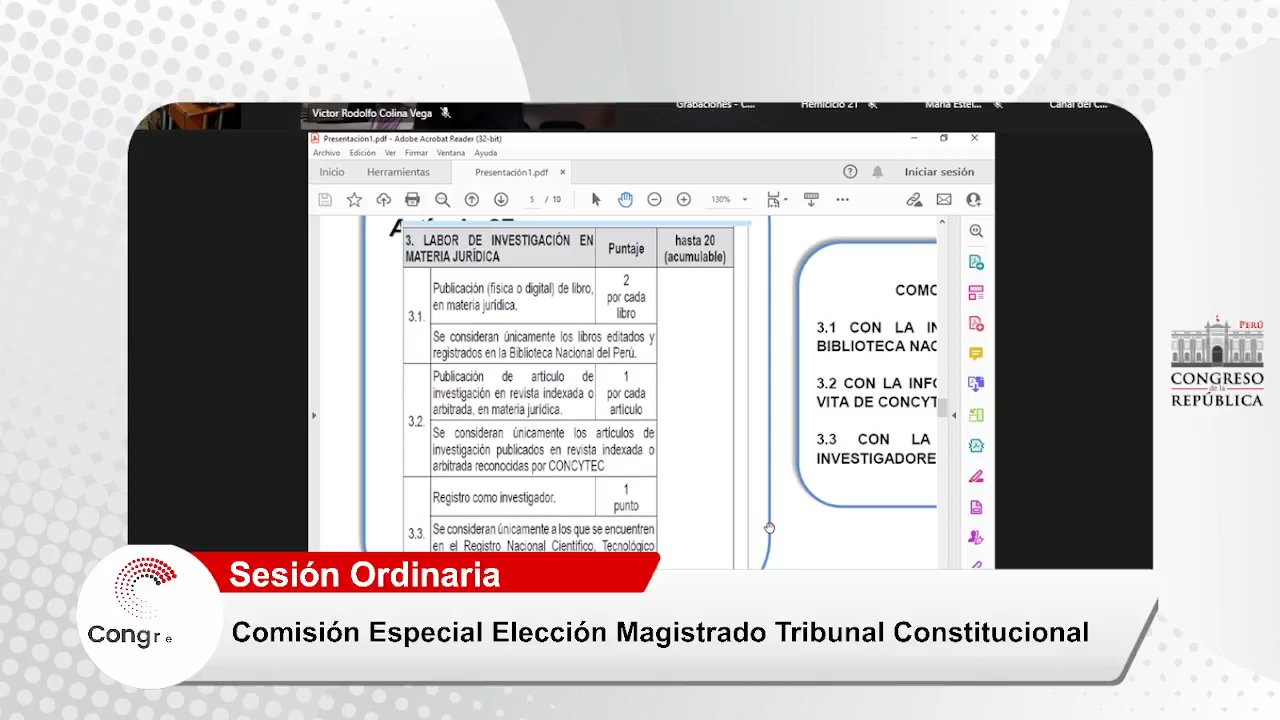 Victor Rodolfo Colina Vega
Grabaciones - C...
Hemiciclo 21
Maria Estel...
Canal del C...
Presentación1.pdf - Adobe Acrobat Reader (32-bit)
Archivo Edición Ver Firmar Ventana Ayuda
Inicio Herramientas Presentación1.pdf × Iniciar sesión
5 / 10 130%
3. LABOR DE INVESTIGACIÓN EN
MATERIA JURÍDICA
Puntaje
hasta 20
(acumulable)
3.1.
Publicación (física o digital) de libro,
en materia jurídica.
2
por cada
libro
Se consideran únicamente los libros editados y
registrados en la Biblioteca Nacional del Perú.
3.2.
Publicación de artículo de
investigación en revista indexada o
arbitrada, en materia jurídica.
1
por cada
artículo
Se consideran únicamente los artículos de
investigación publicados en revista indexada o
arbitrada reconocidas por CONCYTEC
3.3.
Registro como investigador.
1
punto
Se consideran únicamente a los que se encuentren
en el Registro Nacional Científico, Tecnológico
COMO
3.1 CON LA IN
BIBLIOTECA NAC
3.2 CON LA INFO
VITA DE CONCYT
3.3 CON LA
INVESTIGADORE
PERÚ
CONGRESO
de la
REPÚBLICA
Sesión Ordinaria
Congre
Comisión Especial Elección Magistrado Tribunal Constitucional